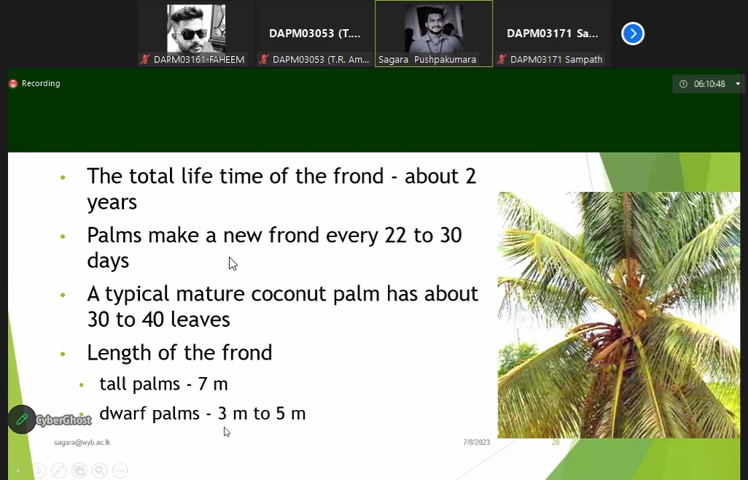 DAPM03053 (T....
DAPM03171 Sa...
DAPM03161-FAHEEM
DAPM03053 (T.R. Am...
Sagara Pushpakumara
DAPM03171 Sampath
Recording
06:10:48
The total life time of the frond - about 2
years
Palms make a new frond every 22 to 30
days
A typical mature coconut palm has about
30 to 40 leaves
Length of the frond
tall palms - 7 m
dwarf palms - 3 m to 5 m
CyberGhost
sagara@wyb.ac.lk
7/8/2023
20